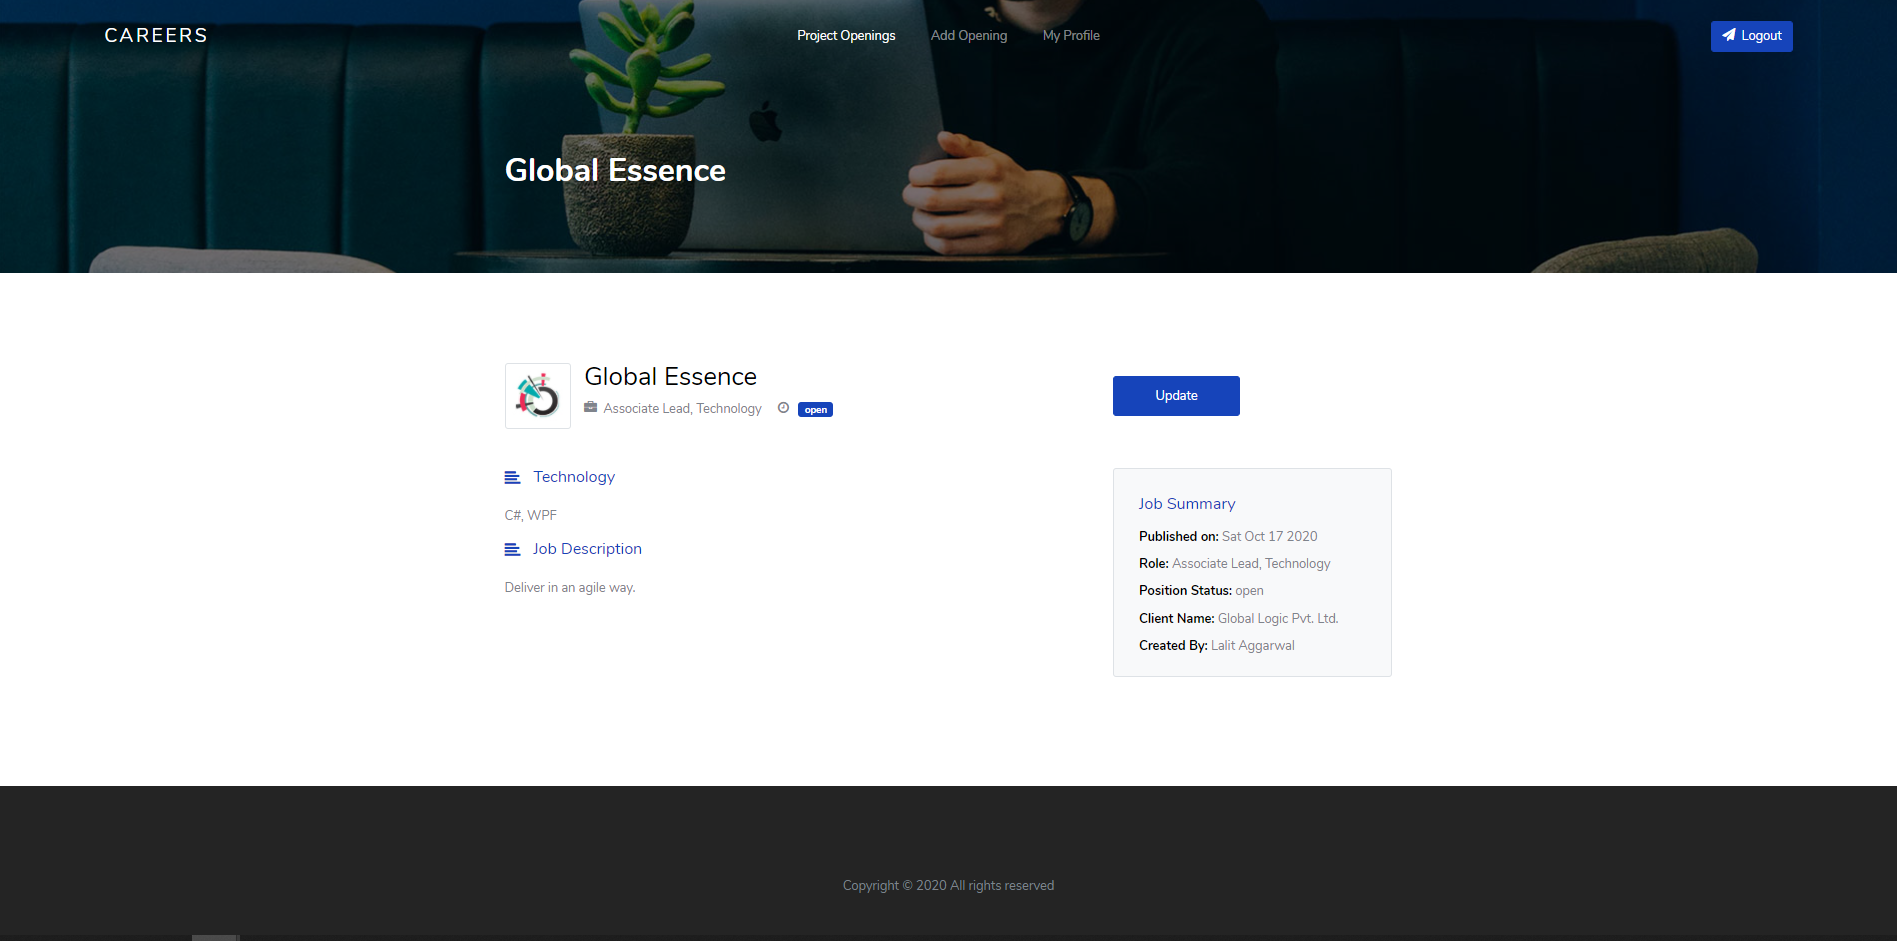 CAREERS
Project Openings
Add Opening
My Profile
Logout
Global Essence
Global Essence
Associate Lead, Technology
open
Update
Technology
C#, WPF
Job Description
Deliver in an agile way.
Job Summary
Published on: Sat Oct 17 2020
Role: Associate Lead, Technology
Position Status: open
Client Name: Global Logic Pvt. Ltd.
Created By: Lalit Aggarwal
Copyright © 2020 All rights reserved